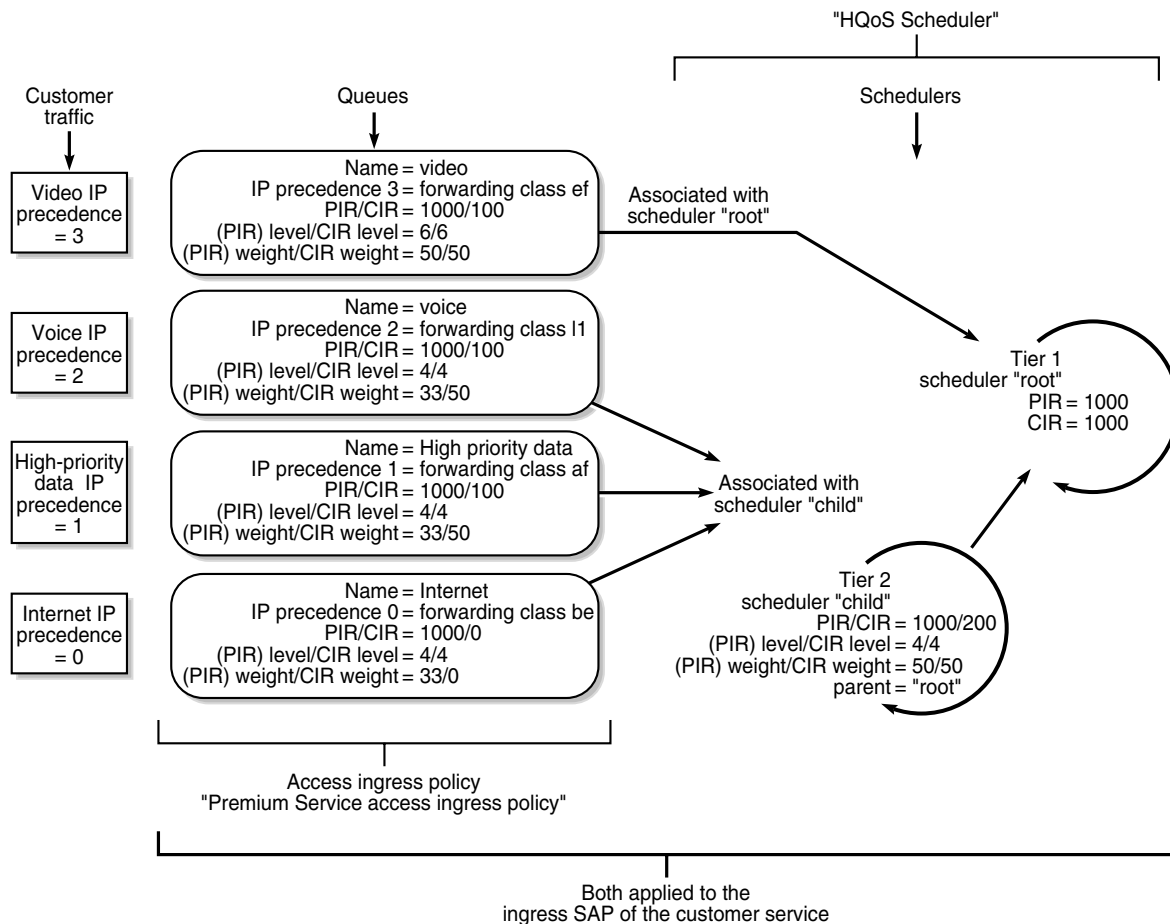 "HQoS Scheduler"
Customer
traffic
Queues
Schedulers
Video IP
precedence
= 3
Name = video
IP precedence 3 = forwarding class ef
PIR/CIR = 1000/100
(PIR) level/CIR level = 6/6
(PIR) weight/CIR weight = 50/50
Associated with
scheduler "root"
Voice IP
precedence
= 2
Name = voice
IP precedence 2 = forwarding class l1
PIR/CIR = 1000/100
(PIR) level/CIR level = 4/4
(PIR) weight/CIR weight = 33/50
Tier 1
scheduler "root"
PIR = 1000
CIR = 1000
High-priority
data IP
precedence
= 1
Name = High priority data
IP precedence 1 = forwarding class af
PIR/CIR = 1000/100
(PIR) level/CIR level = 4/4
(PIR) weight/CIR weight = 33/50
Associated with
scheduler "child"
Internet IP
precedence
= 0
Name = Internet
IP precedence 0 = forwarding class be
PIR/CIR = 1000/0
(PIR) level/CIR level = 4/4
(PIR) weight/CIR weight = 33/0
Tier 2
scheduler "child"
PIR/CIR = 1000/200
(PIR) level/CIR level = 4/4
(PIR) weight/CIR weight = 50/50
parent = "root"
Access ingress policy
"Premium Service access ingress policy"
Both applied to the
ingress SAP of the customer service